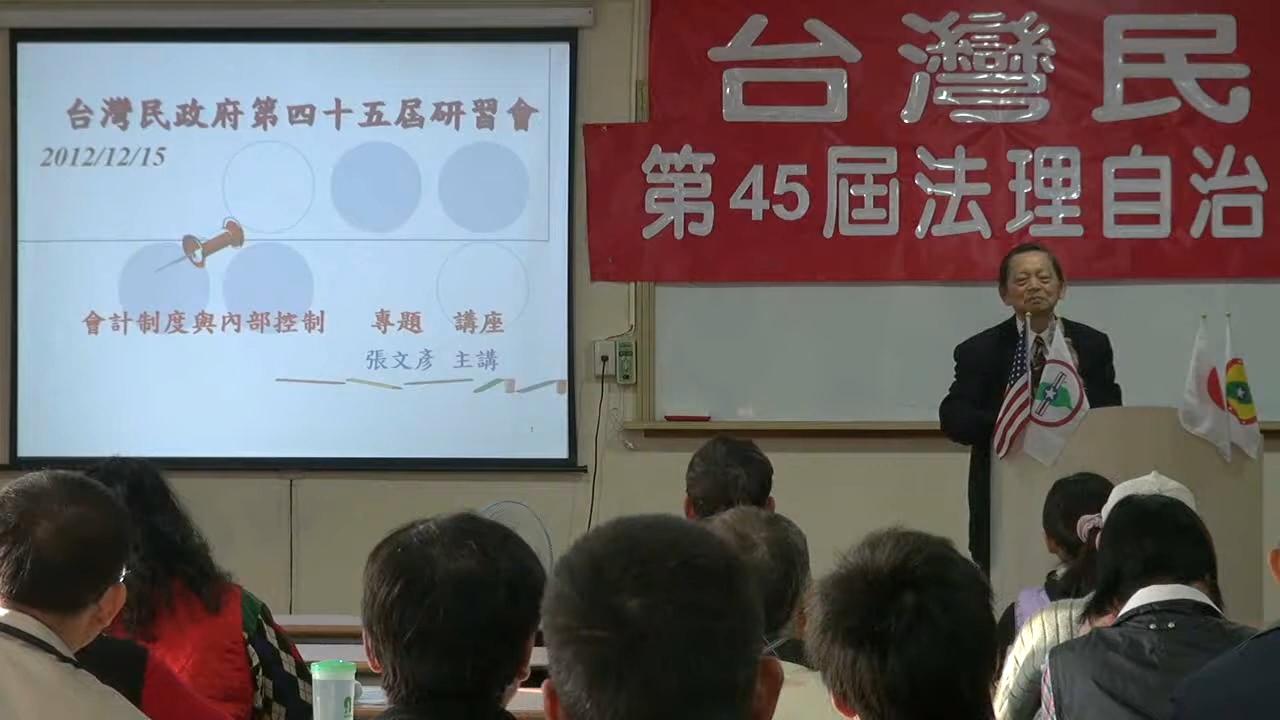 台灣民政府第四十五屆研習會
2012/12/15
會計制度與內部控制 專題 講座
張文彥 主講
台灣民
第45屆法理自治